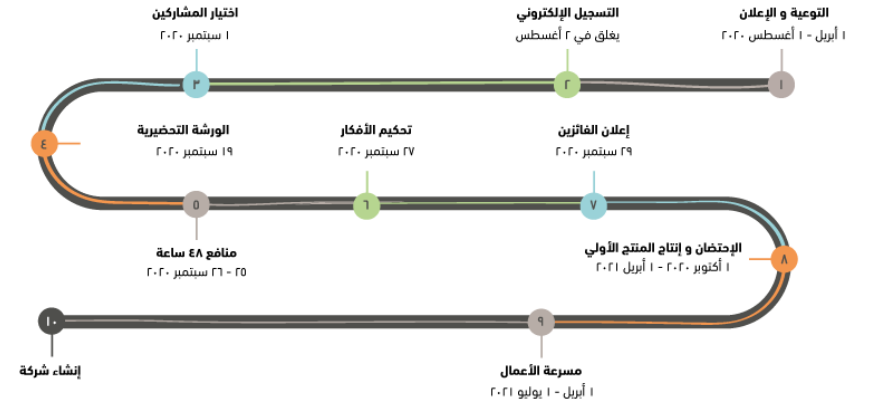 التوعية و الإعلان
١ أبريل - ١ أغسطس ٢٠٢٠
التسجيل الإلكتروني
يغلق في ٢ أغسطس
اختيار المشاركين
١ سبتمبر ٢٠٢٠
١
٢
٣
٤
الورشة التحضيرية
١٩ سبتمبر ٢٠٢٠
٥
منافع ٤٨ ساعة
٢٥ - ٢٦ سبتمبر ٢٠٢٠
تحكيم الأفكار
٢٧ سبتمبر ٢٠٢٠
٦
إعلان الفائزين
٢٩ سبتمبر ٢٠٢٠
٧
٨
الإحتضان و إنتاج المنتج الأولي
١ أكتوبر ٢٠٢٠ - ١ أبريل ٢٠٢١
٩
مسرعة الأعمال
١ أبريل - ١ يوليو ٢٠٢١
١٠
إنشاء شركة